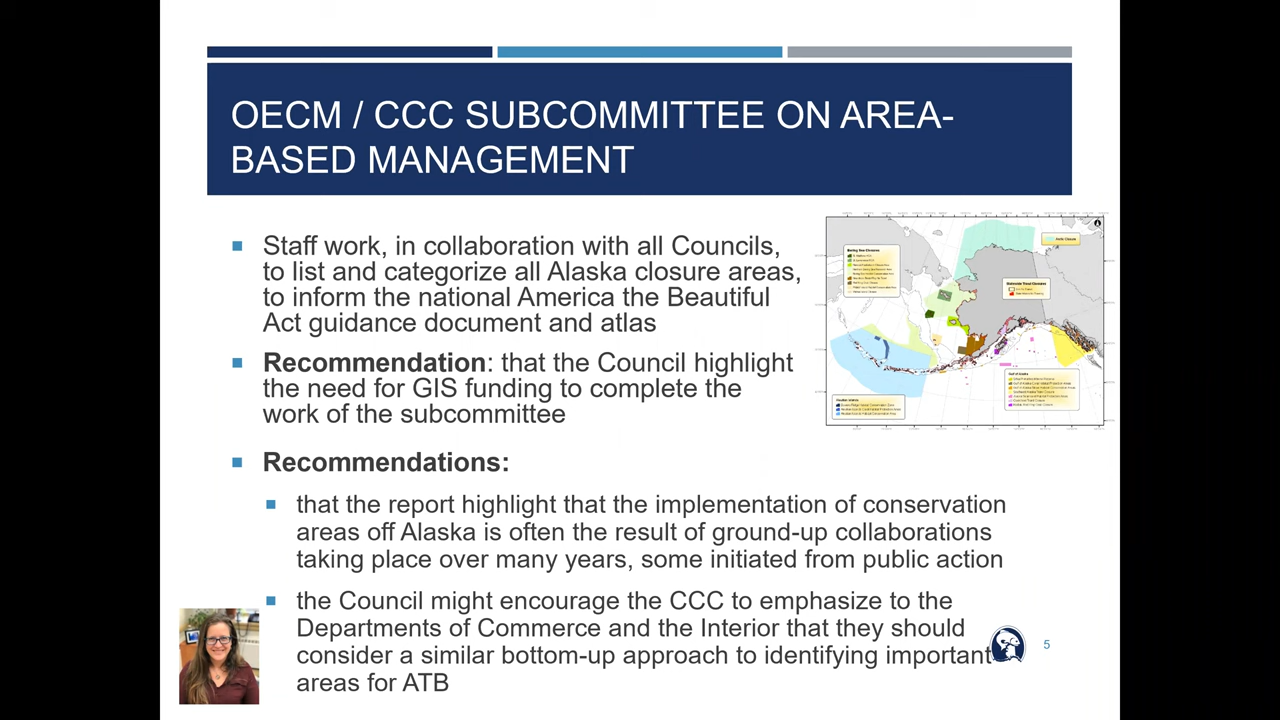 OECM / CCC SUBCOMMITTEE ON AREA-
BASED MANAGEMENT
Staff work, in collaboration with all Councils,
to list and categorize all Alaska closure areas,
to inform the national America the Beautiful
Act guidance document and atlas
Recommendation: that the Council highlight
the need for GIS funding to complete the
work of the subcommittee
Recommendations:
that the report highlight that the implementation of conservation
areas off Alaska is often the result of ground-up collaborations
taking place over many years, some initiated from public action
the Council might encourage the CCC to emphasize to the
Departments of Commerce and the Interior that they should
consider a similar bottom-up approach to identifying important
areas for ATB
5